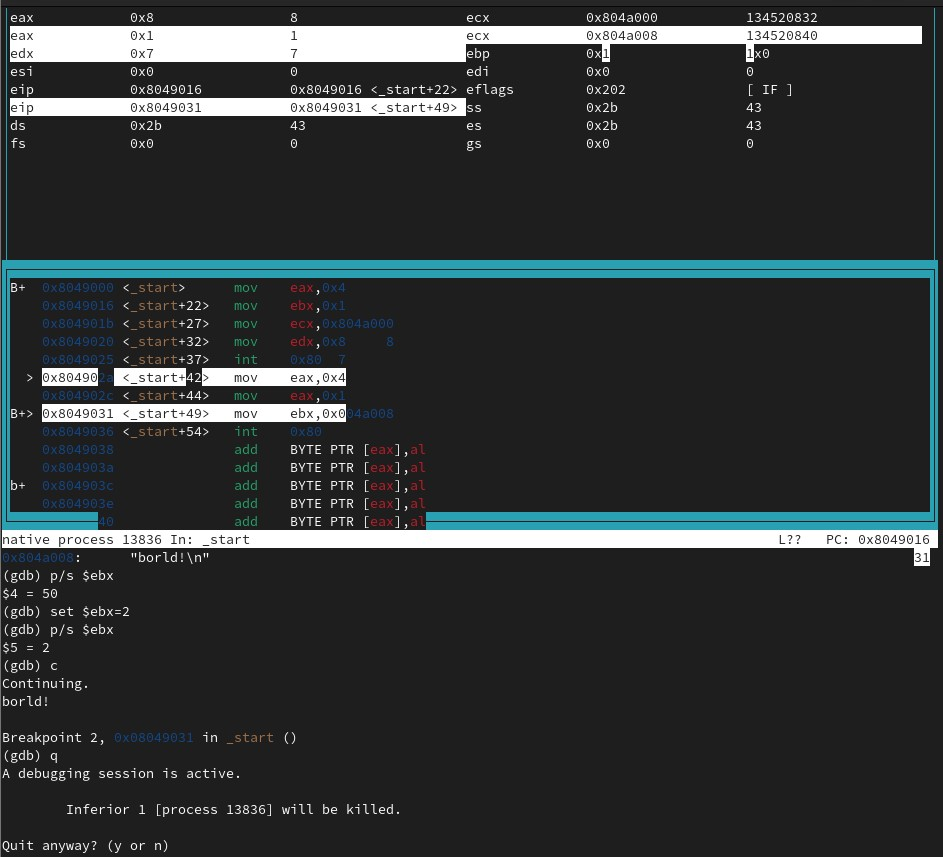 eax 0x8 8 ecx 0x804a000 134520832
eax 0x1 1 ecx 0x804a008 134520840
edx 0x7 7 ebp 0x1 1x0
esi 0x0 0 edi 0x0 0
eip 0x8049016 0x8049016 <_start+22> eflags 0x202 [ IF ]
eip 0x8049031 0x8049031 <_start+49> ss 0x2b 43
ds 0x2b 43 es 0x2b 43
fs 0x0 0 gs 0x0 0
B+ 0x8049000 <_start> mov eax,0x4
0x8049016 <_start+22> mov ebx,0x1
0x804901b <_start+27> mov ecx,0x804a000
0x8049020 <_start+32> mov edx,0x8 8
0x8049025 <_start+37> int 0x80 7
> 0x804902a <_start+42> mov eax,0x4
0x804902c <_start+44> mov eax,0x1
B+> 0x8049031 <_start+49> mov ebx,0x004a008
0x8049036 <_start+54> int 0x80
0x8049038 add BYTE PTR [eax],al
0x804903a add BYTE PTR [eax],al
b+ 0x804903c add BYTE PTR [eax],al
0x804903e add BYTE PTR [eax],al
40 add BYTE PTR [eax],al
native process 13836 In: _start L?? PC: 0x8049016
0x804a008: "borld!\n" 31
(gdb) p/s $ebx
$4 = 50
(gdb) set $ebx=2
(gdb) p/s $ebx
$5 = 2
(gdb) c
Continuing.
borld!
Breakpoint 2, 0x08049031 in _start ()
(gdb) q
A debugging session is active.
Inferior 1 [process 13836] will be killed.
Quit anyway? (y or n)